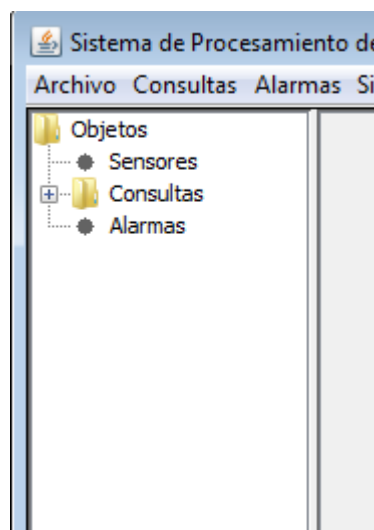 Sistema de Procesamiento de
Archivo Consultas Alarmas Si
Objetos
Sensores
Consultas
Alarmas